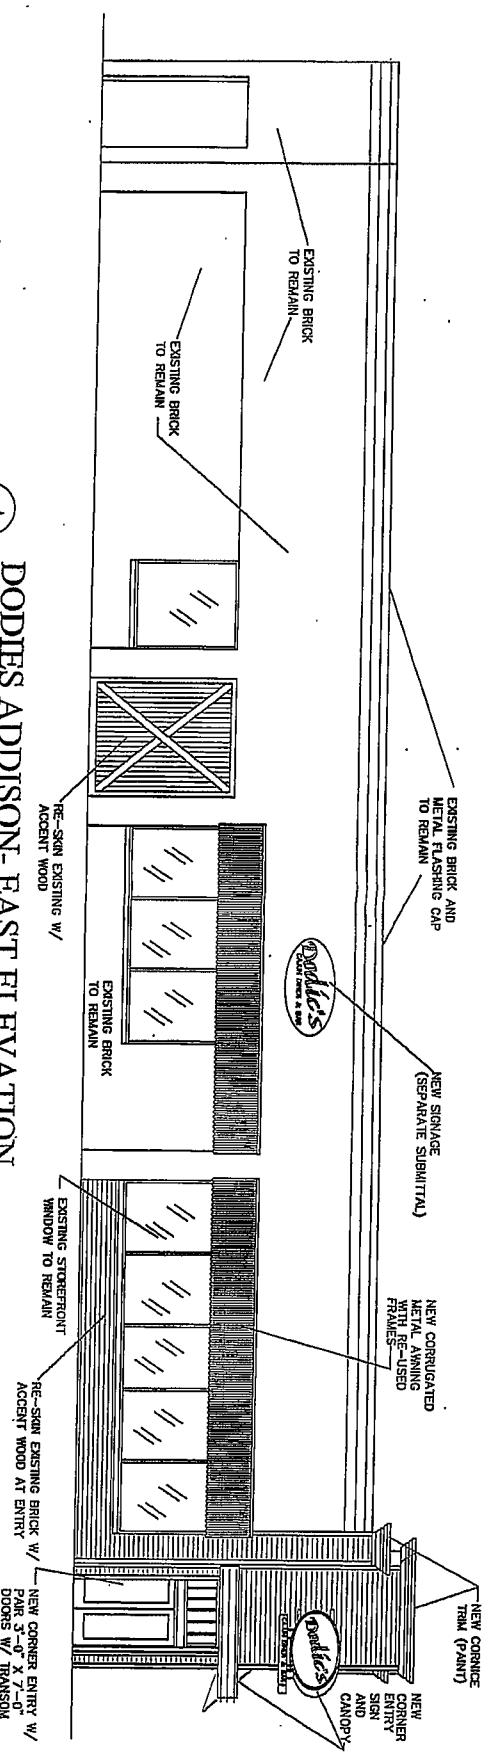 EXISTING BRICK
TO REMAIN
EXISTING BRICK
TO REMAIN
EXISTING BRICK AND
METAL FLASHING CAP
TO REMAIN
NEW SIGNAGE
(SEPARATE SUBMITTAL)
NEW CORRUGATED
METAL AWNING
WITH RE-USED
FRAMES
NEW CORNICE
TRIM (PAINT)
NEW
CORNER
ENTRY
SIGN
AND
CANOPY
Dodie's
Dodie's
RE-SKIN EXISTING W/
ACCENT WOOD
EXISTING BRICK
TO REMAIN
EXISTING STOREFRONT
WINDOW TO REMAIN
RE-SKIN EXISTING BRICK W/
ACCENT WOOD AT ENTRY
NEW CORNER ENTRY W/
PAIR 3'-0" X 7'-0"
DOORS W/ TRANSOM
DODIES ADDISON- EAST ELEVATION